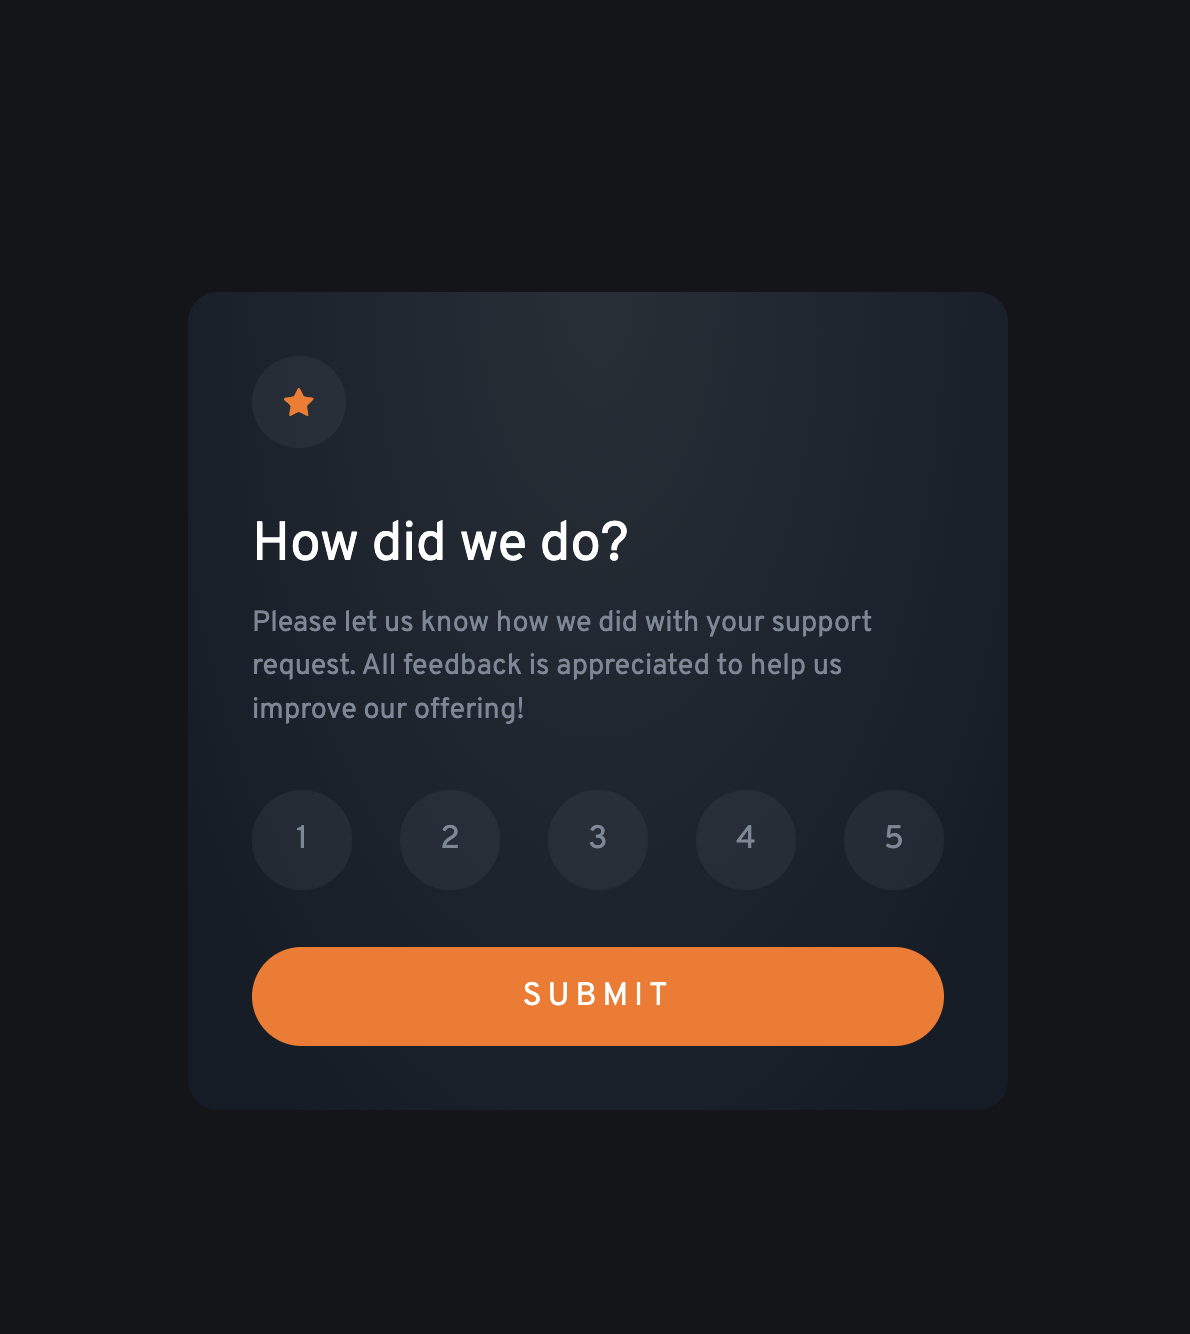 How did we do?
Please let us know how we did with your support
request. All feedback is appreciated to help us
improve our offering!
1 2 3 4 5
SUBMIT